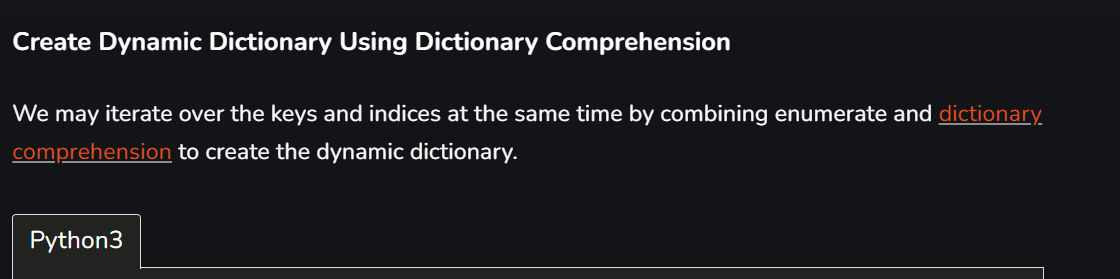 Create Dynamic Dictionary Using Dictionary Comprehension
We may iterate over the keys and indices at the same time by combining enumerate and dictionary
comprehension to create the dynamic dictionary.
Python3